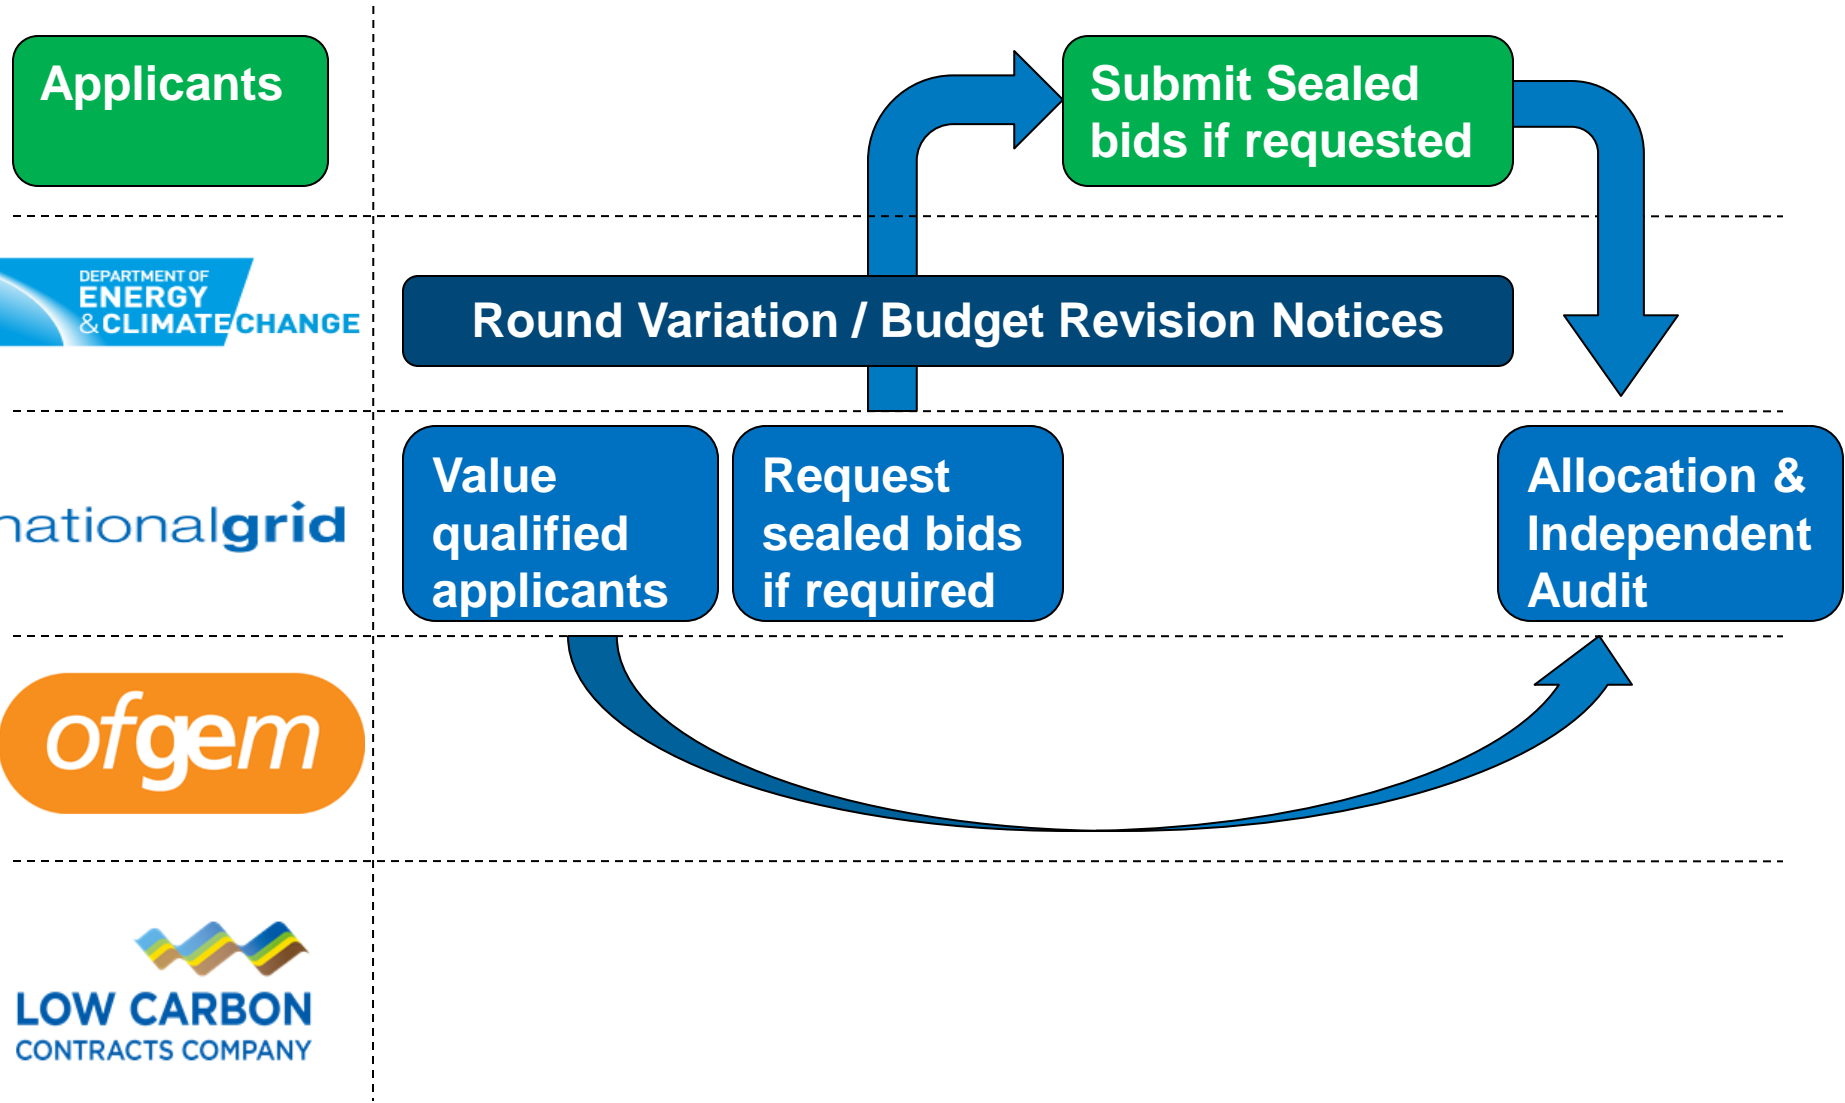 Applicants
Submit Sealed
bids if requested
DEPARTMENT OF
ENERGY
&CLIMATE CHANGE
Round Variation / Budget Revision Notices
nationalgrid
Value
qualified
applicants
Request
sealed bids
if required
Allocation &
Independent
Audit
ofgem
LOW CARBON
CONTRACTS COMPANY